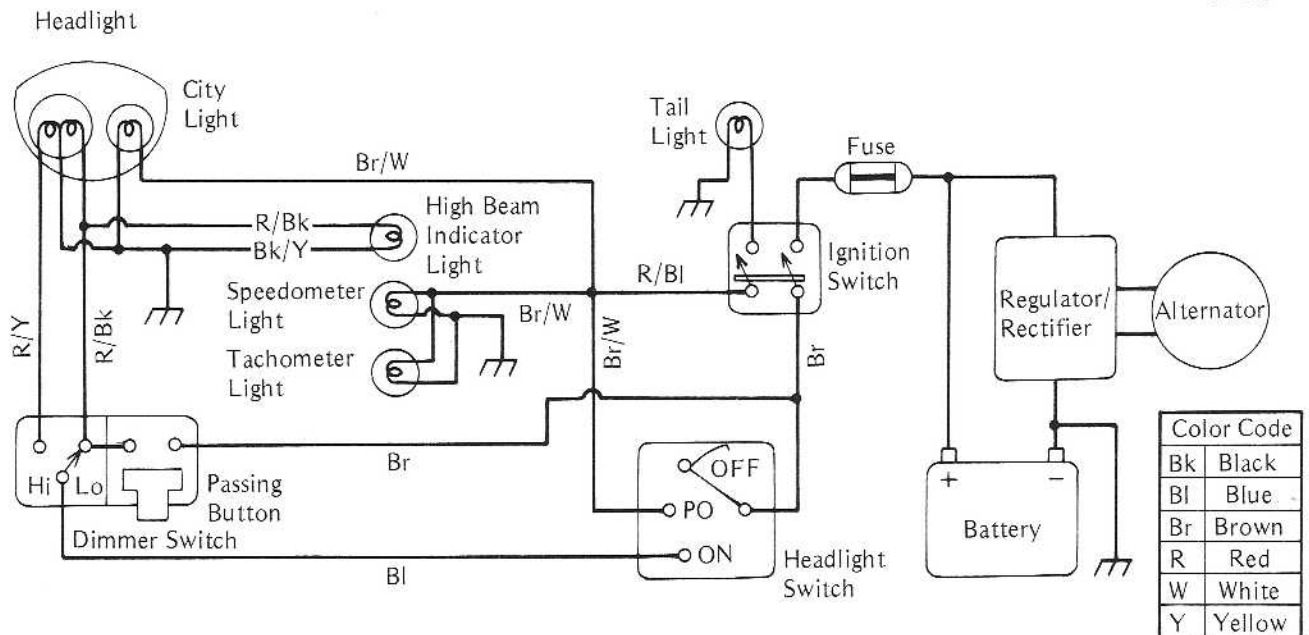 Headlight
City
Light
Tail
Light
Fuse
Br/W
R/Bk
Bk/Y
High Beam
Indicator
Light
Ignition
Switch
R/Bl
Speedometer
Light
Br/W
Regulator/
Rectifier
Alternator
R/Y
R/Bk
Br/W
Br
Tachometer
Light
Color Code
Bk Black
Bl Blue
Br Brown
R Red
W White
Y Yellow
Br
OFF
PO
ON
Hi Lo
Passing
Button
Dimmer Switch
Bl
Headlight
Switch
+ −
Battery